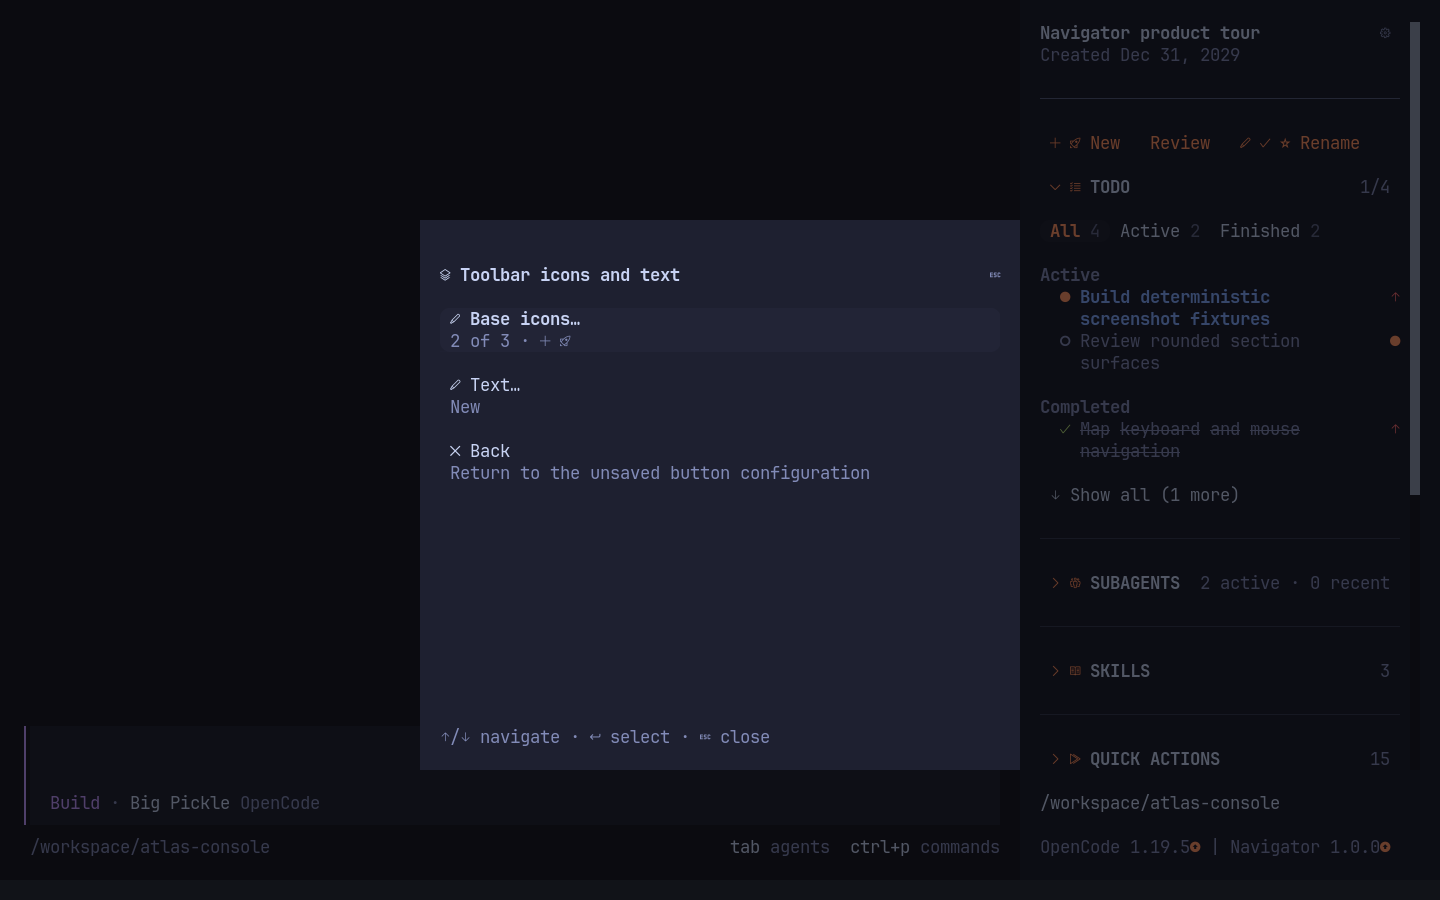 Navigator product tour
Created Dec 31, 2029
New Review Rename
TODO 1/4
All 4 Active 2 Finished 2
Active
Build deterministic
screenshot fixtures
Review rounded section
surfaces
Completed
Map keyboard and mouse
navigation
Show all (1 more)
SUBAGENTS 2 active · 0 recent
SKILLS 3
QUICK ACTIONS 15
/workspace/atlas-console
OpenCode 1.19.5 | Navigator 1.0.0
Toolbar icons and text ESC
Base icons…
2 of 3 ·
Text…
New
Back
Return to the unsaved button configuration
↑/↓ navigate · ↵ select · ESC close
Build · Big Pickle OpenCode
/workspace/atlas-console tab agents ctrl+p commands